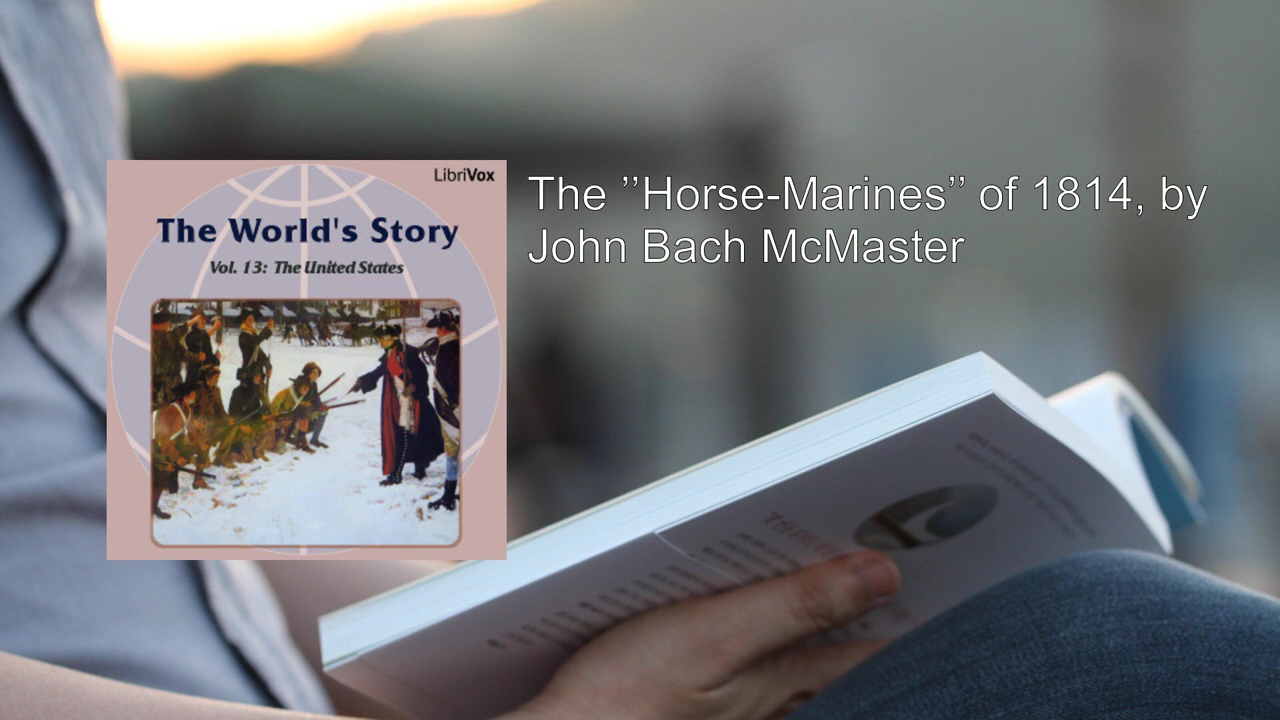 LibriVox
The World's Story
Vol. 13: The United States
The ’’Horse-Marines’’ of 1814, by
John Bach McMaster